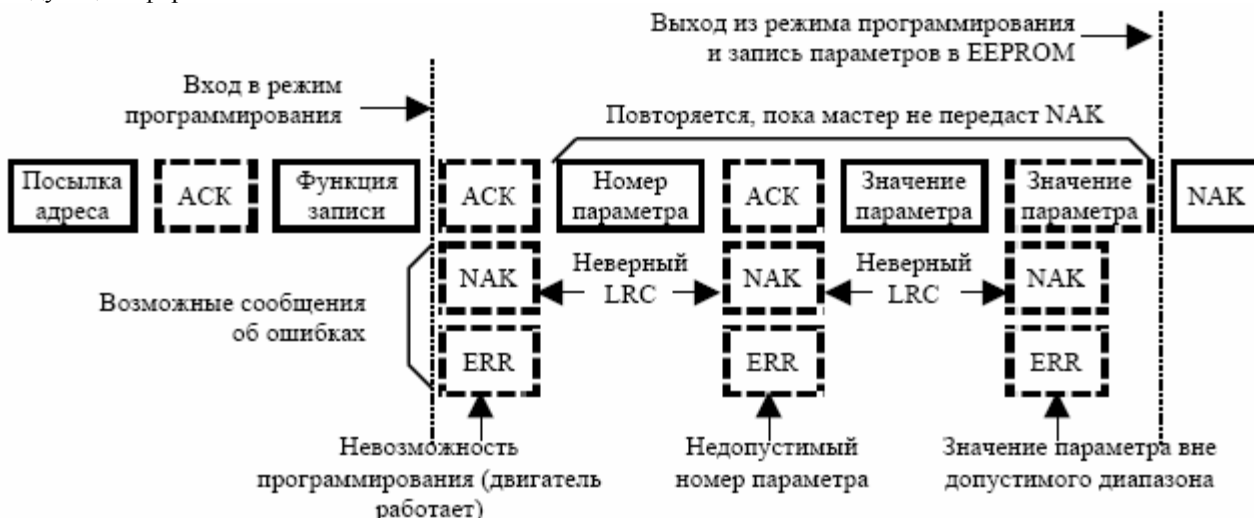 Выход из режима программирования
и запись параметров в EEPROM
Вход в режим
программирования
Повторяется, пока мастер не передаст NAK
Посылка
адреса
ACK
Функция
записи
ACK
Номер
параметра
ACK
Значение
параметра
Значение
параметра
NAK
Возможные сообщения
об ошибках
NAK
Неверный
LRC
NAK
Неверный
LRC
NAK
ERR
ERR
ERR
Невозможность
программирования (двигатель
работает)
Недопустимый
номер параметра
Значение параметра вне
допустимого диапазона